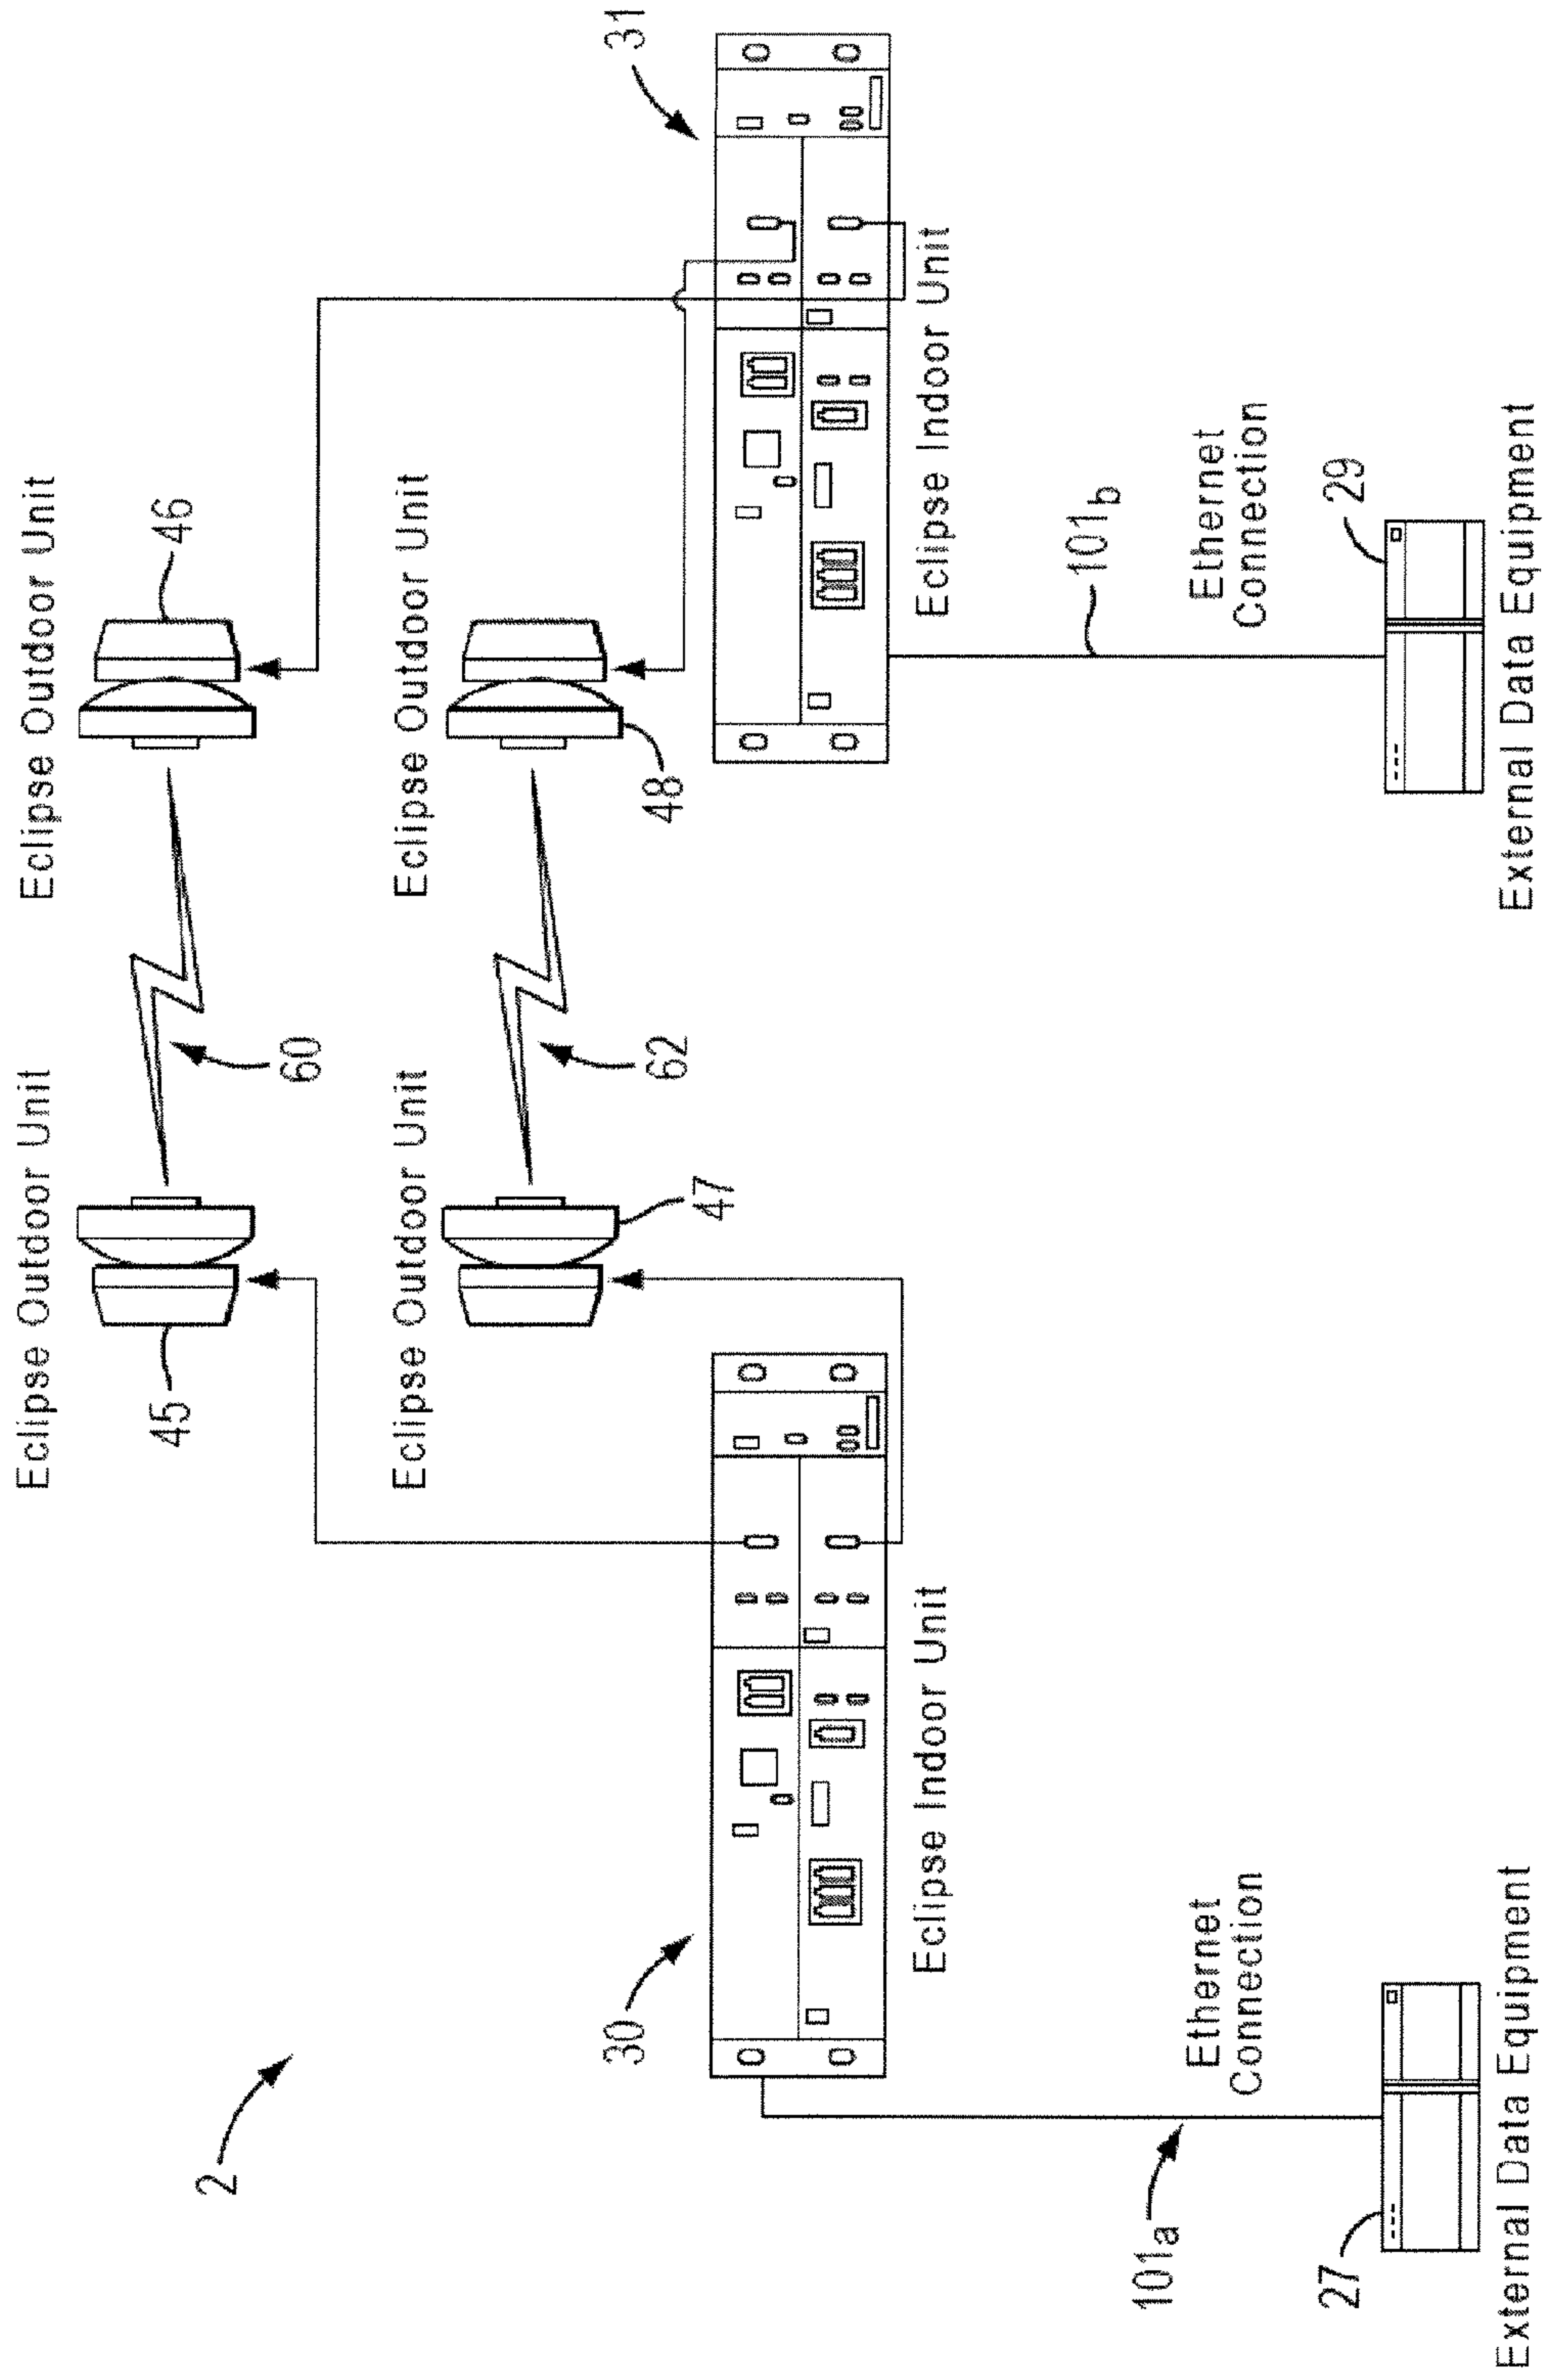 Eclipse Outdoor Unit
Eclipse Outdoor Unit
45
46
60
Eclipse Outdoor Unit
Eclipse Outdoor Unit
2
47
62
48
30
31
Eclipse Indoor Unit
Eclipse Indoor Unit
101a
101b
Ethernet
Connection
Ethernet
Connection
27
29
External Data Equipment
External Data Equipment